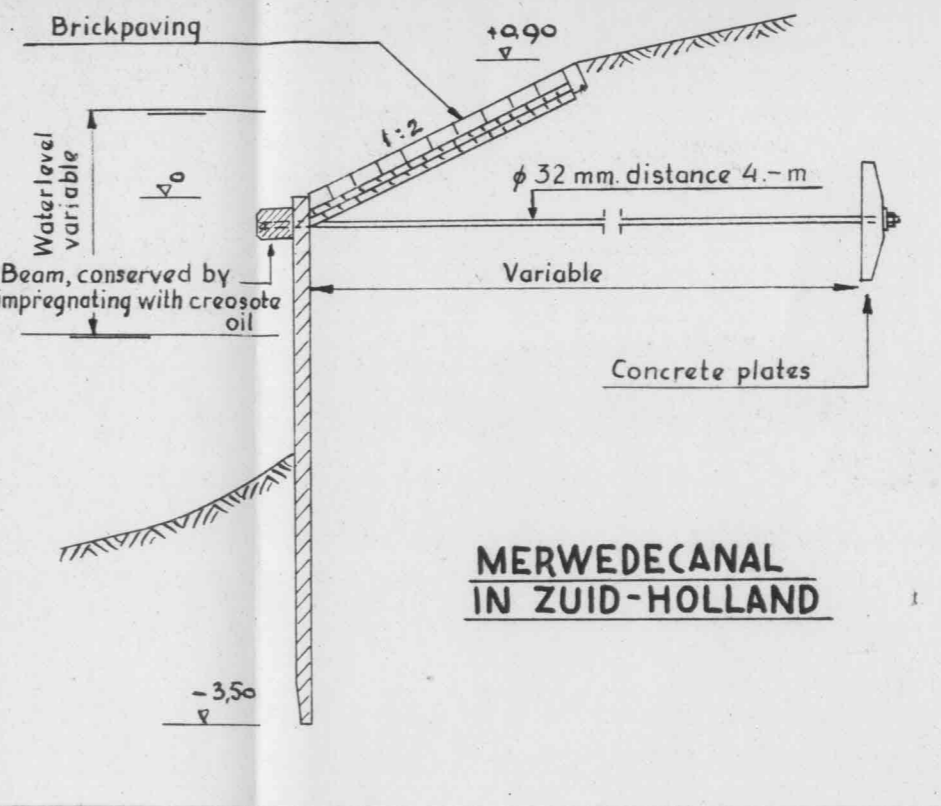 Brickpaving
+0,90
1:2
Waterlevel
variable
0
ϕ 32 mm. distance 4.-m
Beam, conserved by
impregnating with creosote
oil
Variable
Concrete plates
MERWEDECANAL
IN ZUID-HOLLAND
-3,50